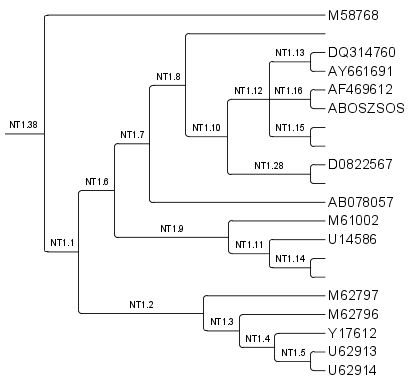 M58768
NT1.13
DQ314760
AY661691
NT1.8
NT1.12
NT1.16
AF469612
ABOSZSOS
NT1.38
NT1.7
NT1.10
NT1.15
NT1.28
D0822567
NT1.6
AB078057
M61002
NT1.9
U14586
NT1.1
NT1.11
NT1.14
M62797
NT1.2
M62796
NT1.3
Y17612
NT1.4
U62913
NT1.5
U62914